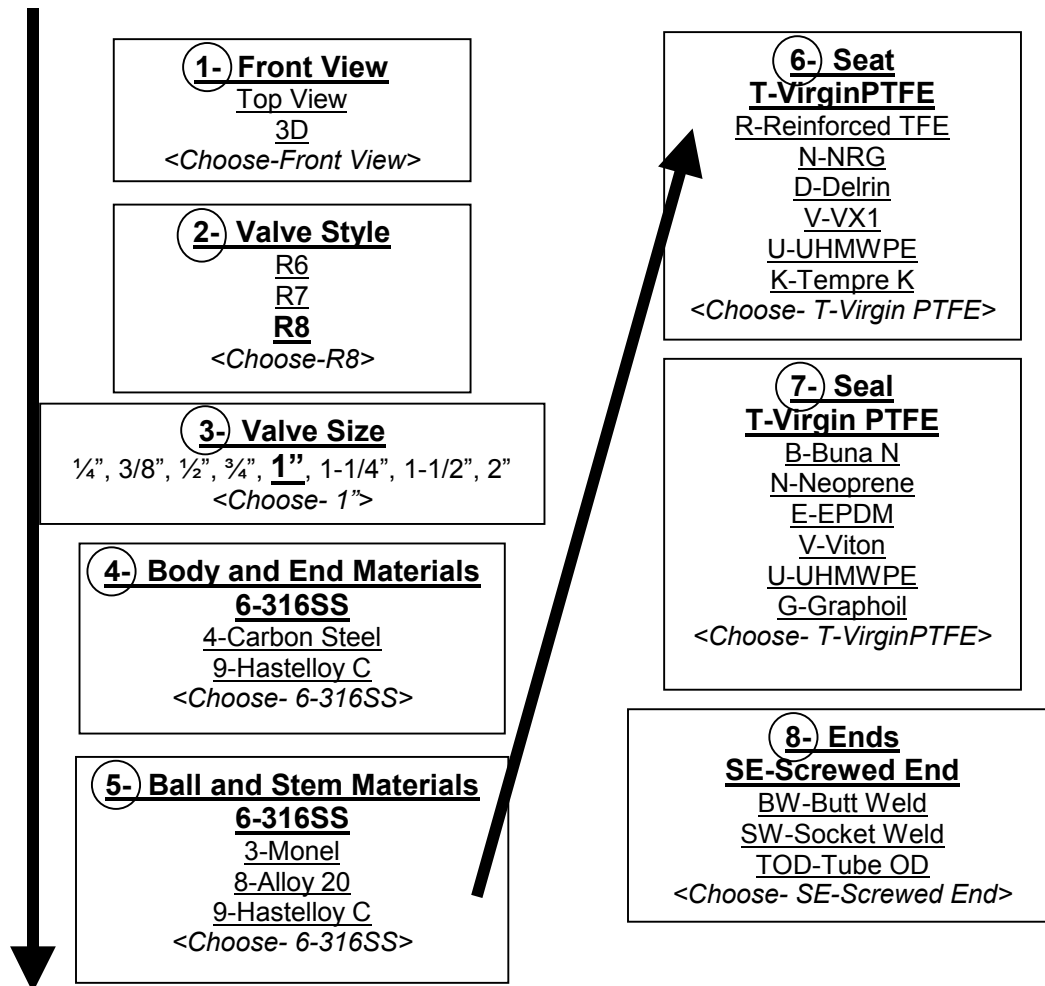 1- Front View
Top View
3D
<Choose-Front View>
2- Valve Style
R6
R7
R8
<Choose-R8>
3- Valve Size
¼”, 3/8”, ½”, ¾”, 1”, 1-1/4”, 1-1/2”, 2”
<Choose- 1”>
4- Body and End Materials
6-316SS
4-Carbon Steel
9-Hastelloy C
<Choose- 6-316SS>
5- Ball and Stem Materials
6-316SS
3-Monel
8-Alloy 20
9-Hastelloy C
<Choose- 6-316SS>
6- Seat
T-VirginPTFE
R-Reinforced TFE
N-NRG
D-Delrin
V-VX1
U-UHMWPE
K-Tempre K
<Choose- T-Virgin PTFE>
7- Seal
T-Virgin PTFE
B-Buna N
N-Neoprene
E-EPDM
V-Viton
U-UHMWPE
G-Graphoil
<Choose- T-VirginPTFE>
8- Ends
SE-Screwed End
BW-Butt Weld
SW-Socket Weld
TOD-Tube OD
<Choose- SE-Screwed End>